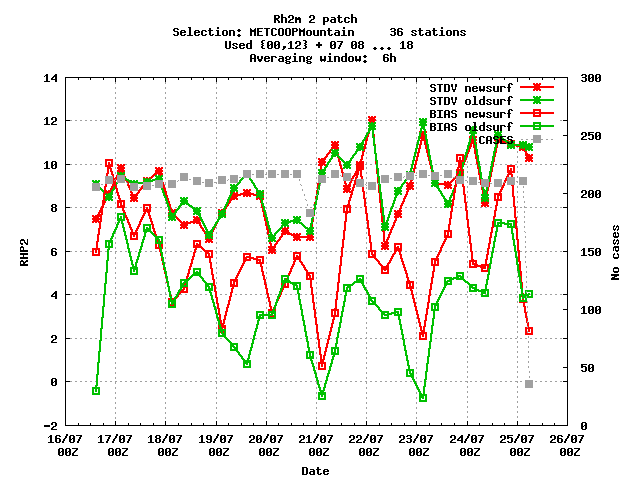 Rh2m 2 patch
Selection: METCOOPMountain     36 stations
Used {00,12} + 07 08 ... 18
Averaging window:  6h
14
12
10
8
6
4
2
0
-2
300
250
200
150
100
50
0
RHP2
No cases
STDV newsurf
STDV oldsurf
BIAS newsurf
BIAS oldsurf
CASES
16/07 17/07 18/07 19/07 20/07 21/07 22/07 23/07 24/07 25/07 26/07
00Z 00Z 00Z 00Z 00Z 00Z 00Z 00Z 00Z 00Z 00Z
Date